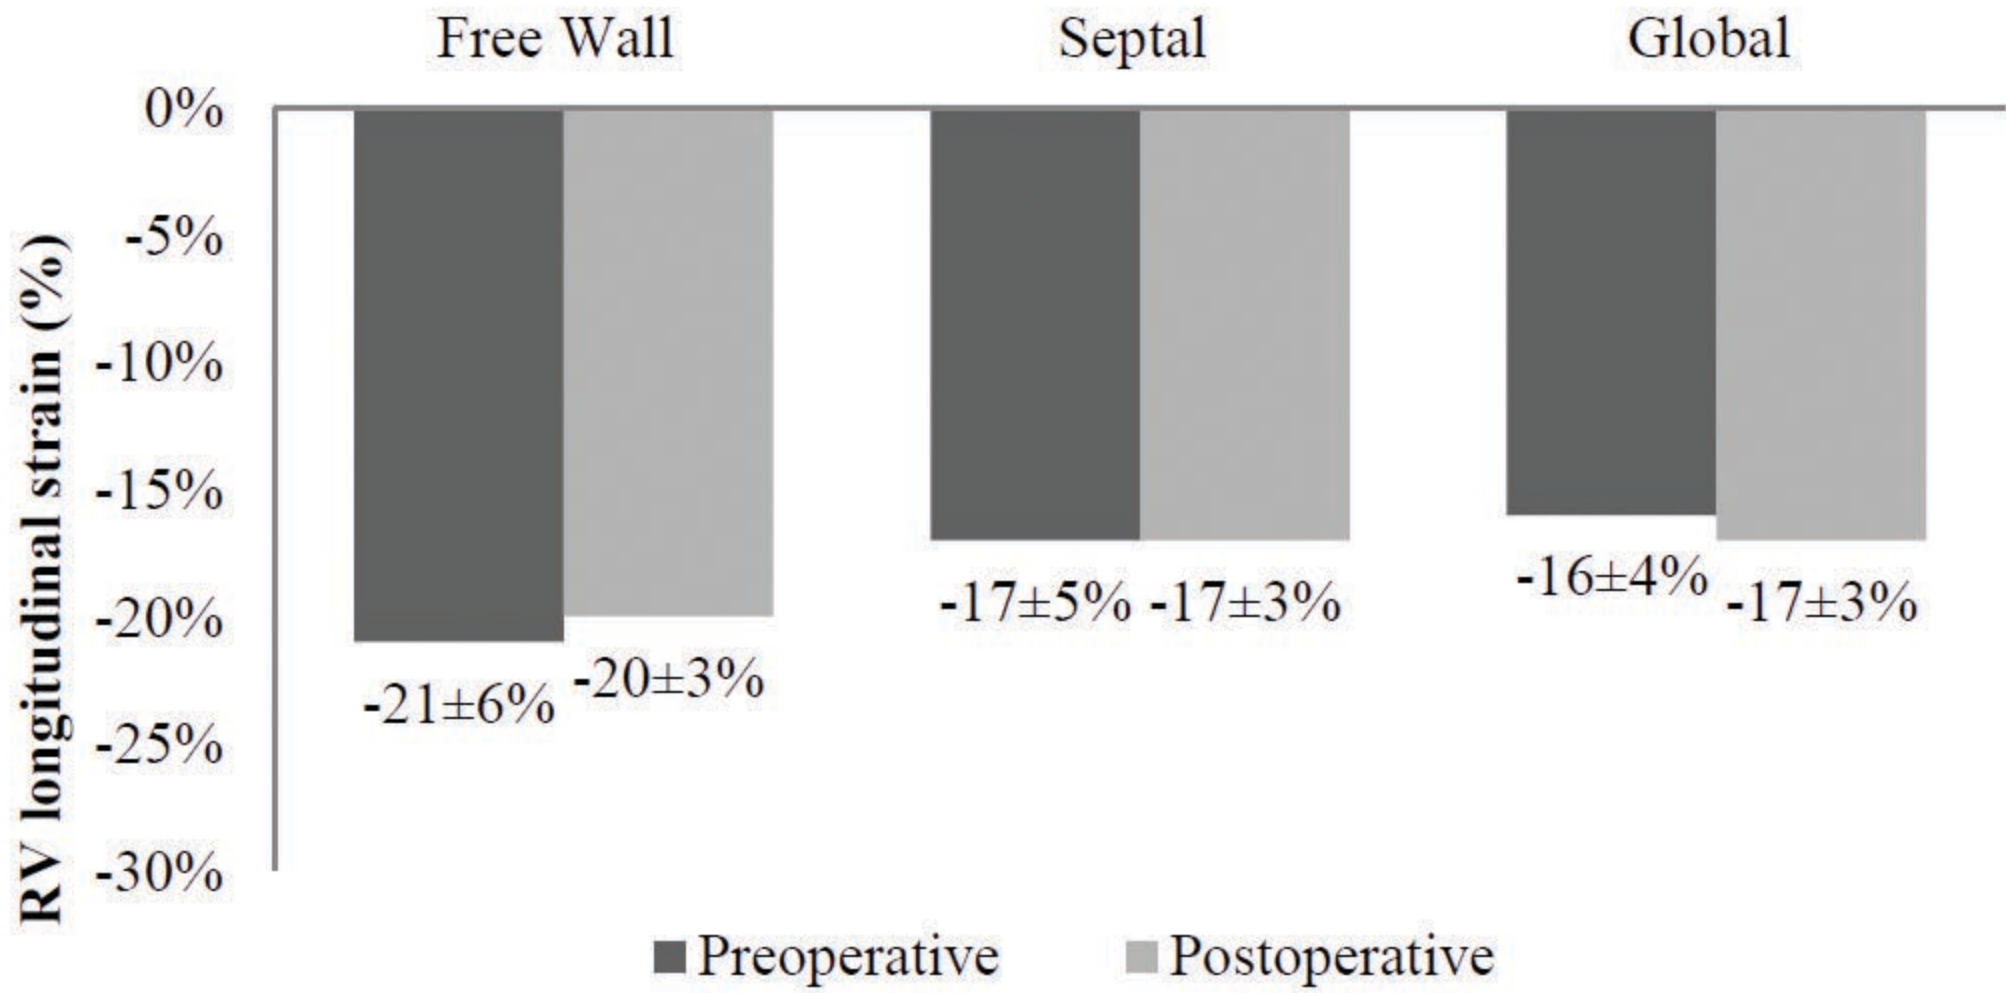 Free Wall Septal Global
0%
-5%
-10%
-15%
-20%
-25%
-30%
RV longitudinal strain (%)
-21±6% -20±3% -17±5% -17±3% -16±4% -17±3%
Preoperative Postoperative